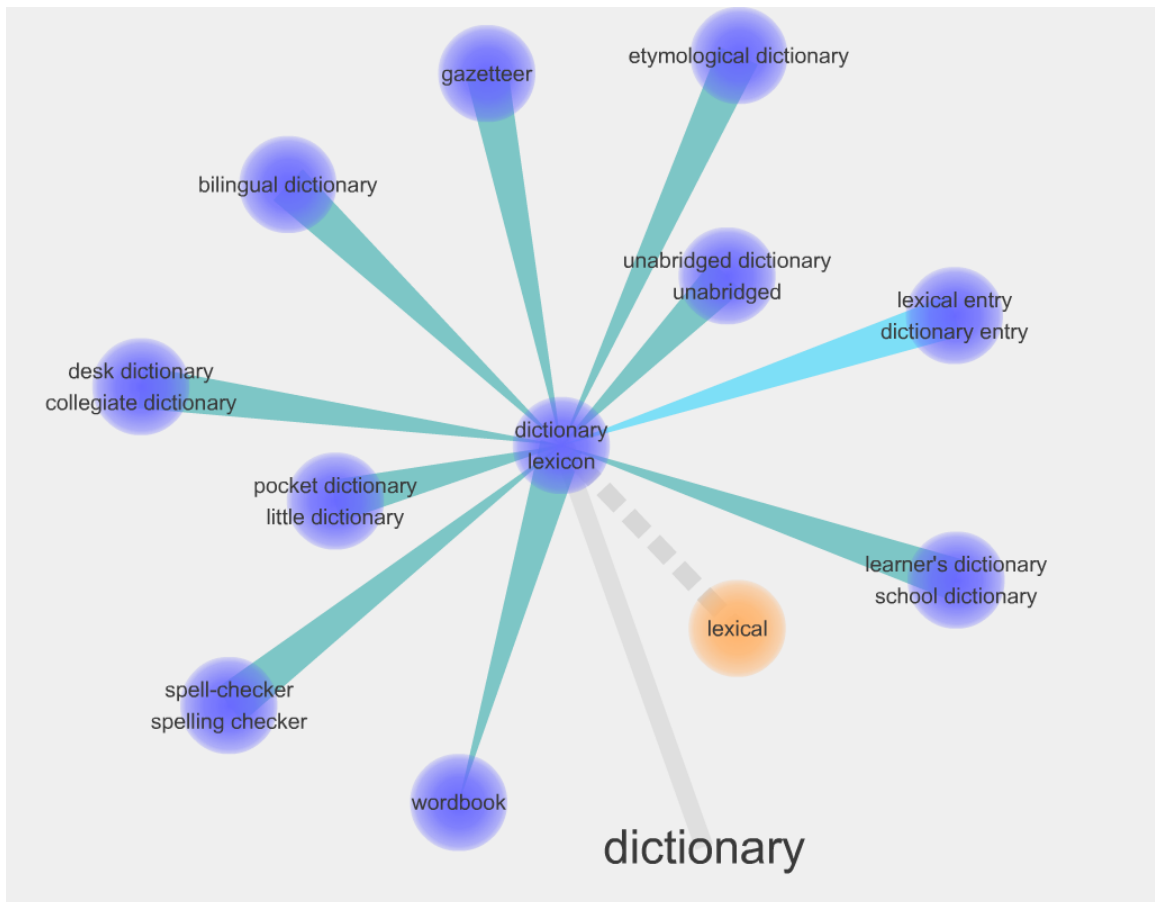 etymological dictionary
gazetteer
bilingual dictionary
unabridged dictionary
unabridged
lexical entry
dictionary entry
desk dictionary
collegiate dictionary
dictionary
lexicon
pocket dictionary
little dictionary
learner's dictionary
school dictionary
lexical
spell-checker
spelling checker
wordbook
dictionary